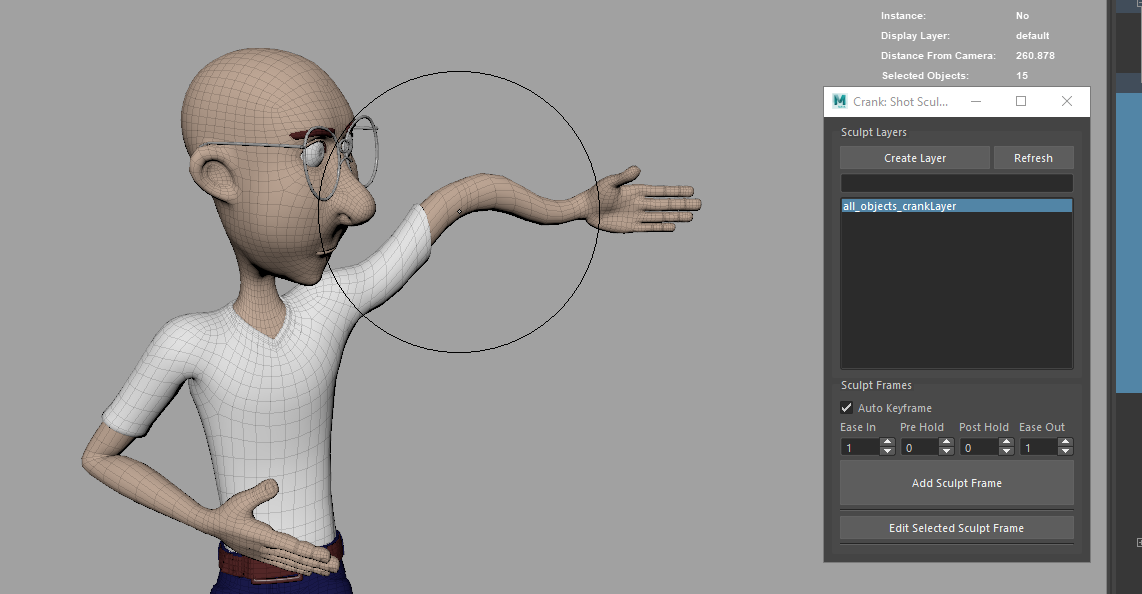 Instance: No
Display Layer: default
Distance From Camera: 260.878
Selected Objects: 15
M Crank: Shot Scul...
Sculpt Layers
Create Layer Refresh
all_objects_crankLayer
Sculpt Frames
Auto Keyframe
Ease In Pre Hold Post Hold Ease Out
1 0 0 1
Add Sculpt Frame
Edit Selected Sculpt Frame